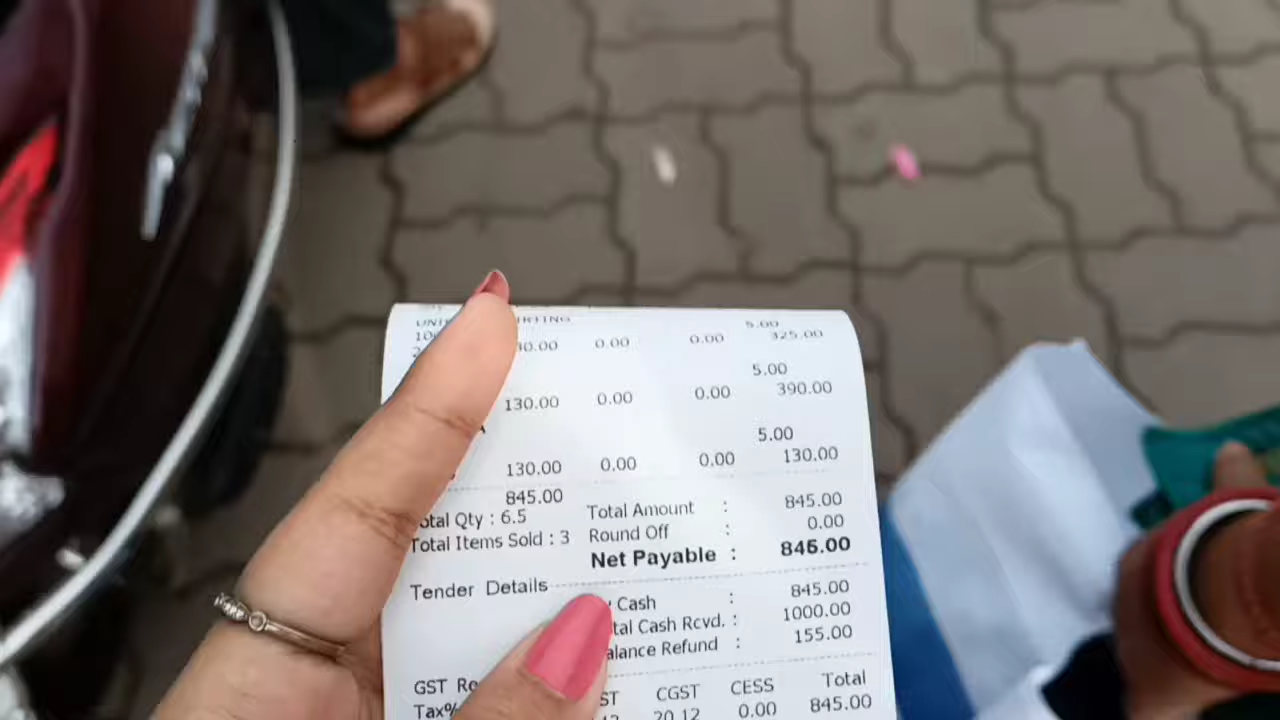 5.00
30.00 0.00 0.00 325.00
5.00
130.00 0.00 0.00 390.00
5.00
130.00 0.00 0.00 130.00
845.00
Total Qty : 6.5 Total Amount : 845.00
Total Items Sold : 3 Round Off : 0.00
Net Payable : 845.00
Tender Details
Cash : 845.00
Cash Rcvd. : 1000.00
Refund : 155.00
GST CGST CESS Total
Tax% 20.12 0.00 845.00